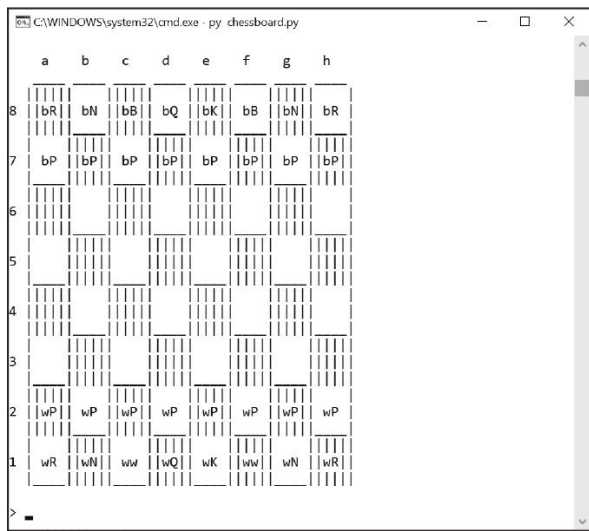 C:\WINDOWS\system32\cmd.exe - py chessboard.py
a b c d e f g h
8 ||bR|| bN ||bB|| bQ ||bK|| bB ||bN|| bR |
7 | bP ||bP|| bP ||bP|| bP ||bP|| bP ||bP||
6
5
4
3
2 ||wP|| wP ||wP|| wP ||wP|| wP ||wP|| wP |
1 | wR ||wN|| ww ||wQ|| wK ||ww|| wN ||wR||
>